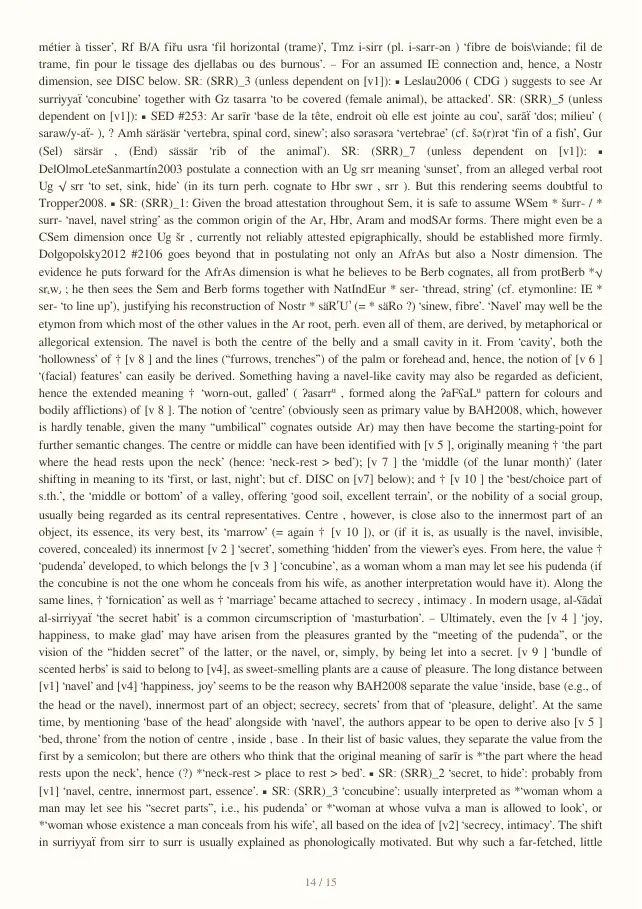 métier à tisser’, Rf B/A fiřu usra ‘fil horizontal (trame)’, Tmz i-sirr (pl. i-sarr-ən ) ‘fibre de bois\viande; fil de
trame, fin pour le tissage des djellabas ou des burnous’. – For an assumed IE connection and, hence, a Nostr
dimension, see DISC below. SR: (SRR)_3 (unless dependent on [v1]): ▪ Leslau2006 ( CDG ) suggests to see Ar
surriyyaẗ ‘concubine’ together with Gz tasarra ‘to be covered (female animal), be attacked’. SR: (SRR)_5 (unless
dependent on [v1]): ▪ SED #253: Ar sarīr ‘base de la tête, endroit où elle est jointe au cou’, sarāẗ ‘dos; milieu’ (
saraw/y-aẗ- ), ? Amh säräsär ‘vertebra, spinal cord, sinew’; also sərasəra ‘vertebrae’ (cf. šə(r)rət ‘fin of a fish’, Gur
(Sel) särsär , (End) sässär ‘rib of the animal’). SR: (SRR)_7 (unless dependent on [v1]): ▪
DelOlmoLeteSanmartín2003 postulate a connection with an Ug srr meaning ‘sunset’, from an alleged verbal root
Ug √ srr ‘to set, sink, hide’ (in its turn perh. cognate to Hbr swr , srr ). But this rendering seems doubtful to
Tropper2008. ▪ SR: (SRR)_1: Given the broad attestation throughout Sem, it is safe to assume WSem * šurr- / *
surr- ‘navel, navel string’ as the common origin of the Ar, Hbr, Aram and modSAr forms. There might even be a
CSem dimension once Ug šr , currently not reliably attested epigraphically, should be established more firmly.
Dolgopolsky2012 #2106 goes beyond that in postulating not only an AfrAs but also a Nostr dimension. The
evidence he puts forward for the AfrAs dimension is what he believes to be Berb cognates, all from protBerb *√
; he then sees the Sem and Berb forms together with NatIndEur * ser- ‘thread, string’ (cf. etymonline: IE *
ser- ‘to line up’), justifying his reconstruction of Nostr * säR˹U˺ (= * säRo ?) ‘sinew, fibre’. ‘Navel’ may well be the
etymon from which most of the other values in the Ar root, perh. even all of them, are derived, by metaphorical or
allegorical extension. The navel is both the centre of the belly and a small cavity in it. From ‘cavity’, both the
‘hollowness’ of † [v 8 ] and the lines (“furrows, trenches”) of the palm or forehead and, hence, the notion of [v 6 ]
‘(facial) features’ can easily be derived. Something having a navel-like cavity may also be regarded as deficient,
hence the extended meaning † ‘worn-out, galled’ ( ʔasarrᵘ , formed along the ʔaFʕaLᵘ pattern for colours and
bodily afflictions) of [v 8 ]. The notion of ‘centre’ (obviously seen as primary value by BAH2008, which, however
is hardly tenable, given the many “umbilical” cognates outside Ar) may then have become the starting-point for
further semantic changes. The centre or middle can have been identified with [v 5 ], originally meaning † ‘the part
where the head rests upon the neck’ (hence: ‘neck-rest > bed’); [v 7 ] the ‘middle (of the lunar month)’ (later
shifting in meaning to its ‘first, or last, night’; but cf. DISC on [v7] below); and † [v 10 ] the ‘best/choice part of
s.th.’, the ‘middle or bottom’ of a valley, offering ‘good soil, excellent terrain’, or the nobility of a social group,
usually being regarded as its central representatives. Centre , however, is close also to the innermost part of an
object, its essence, its very best, its ‘marrow’ (= again † [v 10 ]), or (if it is, as usually is the navel, invisible,
covered, concealed) its innermost [v 2 ] ‘secret’, something ‘hidden’ from the viewer’s eyes. From here, the value †
‘pudenda’ developed, to which belongs the [v 3 ] ‘concubine’, as a woman whom a man may let see his pudenda (if
the concubine is not the one whom he conceals from his wife, as another interpretation would have it). Along the
same lines, † ‘fornication’ as well as † ‘marriage’ became attached to secrecy , intimacy . In modern usage, al-ʕādaẗ
al-sirriyyaẗ ‘the secret habit’ is a common circumscription of ‘masturbation’. – Ultimately, even the [v 4 ] ‘joy,
happiness, to make glad’ may have arisen from the pleasures granted by the “meeting of the pudenda”, or the
vision of the “hidden secret” of the latter, or the navel, or, simply, by being let into a secret. [v 9 ] ‘bundle of
scented herbs’ is said to belong to [v4], as sweet-smelling plants are a cause of pleasure. The long distance between
[v1] ‘navel’ and [v4] ‘happiness, joy’ seems to be the reason why BAH2008 separate the value ‘inside, base (e.g., of
the head or the navel), innermost part of an object; secrecy, secrets’ from that of ‘pleasure, delight’. At the same
time, by mentioning ‘base of the head’ alongside with ‘navel’, the authors appear to be open to derive also [v 5 ]
‘bed, throne’ from the notion of centre , inside , base . In their list of basic values, they separate the value from the
first by a semicolon; but there are others who think that the original meaning of sarīr is *‘the part where the head
rests upon the neck’, hence (?) *‘neck-rest > place to rest > bed’. ▪ SR: (SRR)_2 ‘secret, to hide’: probably from
[v1] ‘navel, centre, innermost part, essence’. ▪ SR: (SRR)_3 ‘concubine’: usually interpreted as *‘woman whom a
man may let see his “secret parts”, i.e., his pudenda’ or *‘woman at whose vulva a man is allowed to look’, or
*‘woman whose existence a man conceals from his wife’, all based on the idea of [v2] ‘secrecy, intimacy’. The shift
in surriyyaẗ from sirr to surr is usually explained as phonologically motivated. But why such a far-fetched, little
14 / 15